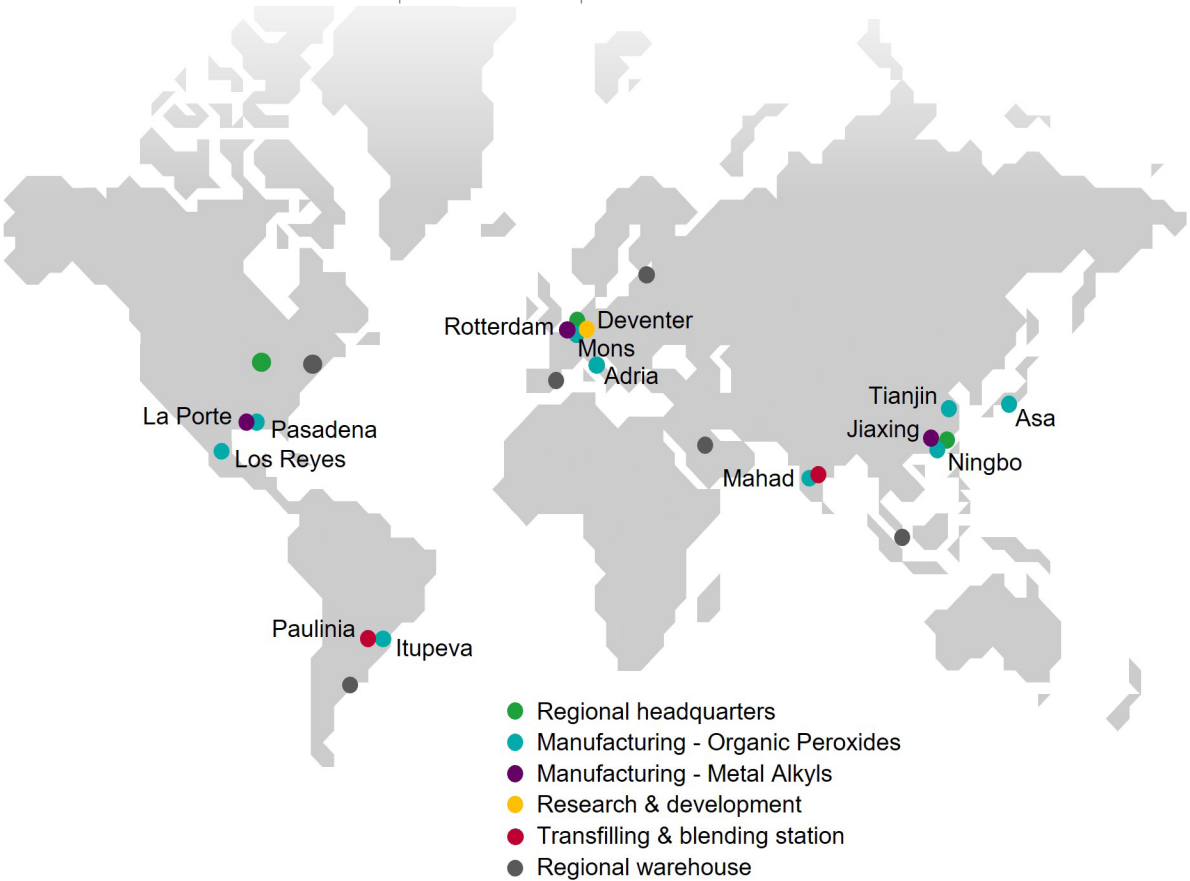 Rotterdam
Deventer
Mons
Adria
La Porte
Pasadena
Los Reyes
Tianjin
Asa
Jiaxing
Ningbo
Mahad
Paulinia
Itupeva
Regional headquarters
Manufacturing - Organic Peroxides
Manufacturing - Metal Alkyls
Research & development
Transfilling & blending station
Regional warehouse